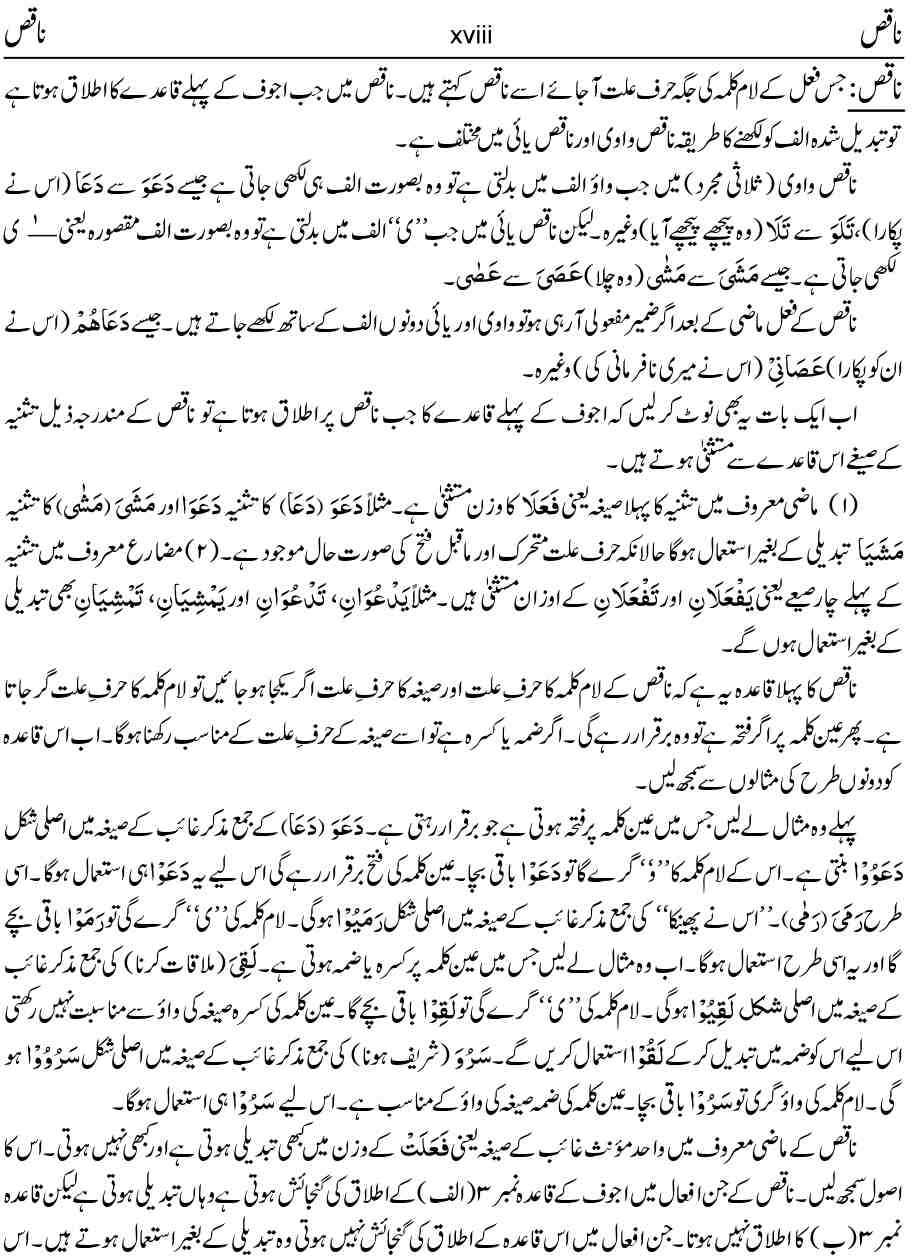 ناقص xviii ناقص
ناقص: جس فعل کے لام کلمہ کی جگہ حرف علت آ جائے اسے ناقص کہتے ہیں۔ ناقص میں جب اجوف کے پہلے قاعدے کا اطلاق ہوتا ہے
تو تبدیل شدہ الف کو لکھنے کا طریقہ ناقص واوی اور ناقص یائی میں مختلف ہے۔
ناقص واوی (ثلاثی مجرد) میں جب واؤ الف میں بدلتی ہے تو وہ بصورت الف ہی لکھی جاتی ہے جیسے دَعَوَ سے دَعَا (اس نے
پکارا)، تَلَوَ سے تَلَا (وہ پیچھے پیچھے آیا) وغیرہ۔ لیکن ناقص یائی میں جب ’’ی‘‘ الف میں بدلتی ہے تو وہ بصورت الف مقصورہ یعنی ـــٰـ ی
لکھی جاتی ہے۔ جیسے مَشَیَ سے مَشٰی (وہ چلا) عَصَیَ سے عَصٰی۔
ناقص کے فعل ماضی کے بعد اگر ضمیر مفعولی آ رہی ہو تو واوی اور یائی دونوں الف کے ساتھ لکھے جاتے ہیں۔ جیسے دَعَاهُمْ (اس نے
ان کو پکارا) عَصَانِیْ (اس نے میری نافرمانی کی) وغیرہ۔
اب ایک بات یہ بھی نوٹ کر لیں کہ اجوف کے پہلے قاعدے کا جب ناقص پر اطلاق ہوتا ہے تو ناقص کے مندرجہ ذیل تثنیہ
کے صیغے اس قاعدے سے مستثنٰی ہوتے ہیں۔
(۱) ماضی معروف میں تثنیہ کا پہلا صیغہ یعنی فَعَلَا کا وزن مستثنٰی ہے۔ مثلاً دَعَوَ (دَعَا) کا تثنیہ دَعَوَا اور مَشَیَ (مَشٰی) کا تثنیہ
مَشَیَا تبدیلی کے بغیر استعمال ہوگا حالانکہ حرف علت متحرک اور ماقبل فتح کی صورت حال موجود ہے۔ (۲) مضارع معروف میں تثنیہ
کے پہلے چار صیعے یعنی یَفْعَلَانِ اور تَفْعَلَانِ کے اوزان مستثنٰی ہیں۔ مثلاً یَدْعُوَانِ، تَدْعُوَانِ اور یَمْشِیَانِ، تَمْشِیَانِ بھی تبدیلی
کے بغیر استعمال ہوں گے۔
ناقص کا پہلا قاعدہ یہ ہے کہ ناقص کے لام کلمہ کا حرفِ علت اور صیغہ کا حرفِ علت اگر یکجا ہو جائیں تو لام کلمہ کا حرفِ علت گر جاتا
ہے۔ پھر عین کلمہ پر اگر فتحہ ہے تو وہ برقرار رہے گی۔ اگر ضمہ یا کسرہ ہے تو اسے صیغہ کے حرفِ علت کے مناسب رکھنا ہوگا۔ اب اس قاعدہ
کو دونوں طرح کی مثالوں سے سمجھ لیں۔
پہلے وہ مثال لے لیں جس میں عین کلمہ پر فتحہ ہوتی ہے جو برقرار رہتی ہے۔ دَعَوَ (دَعَا) کے جمع مذکر غائب کے صیغہ میں اصلی شکل
دَعَوُوْا بنتی ہے۔ اس کے لام کلمہ کا ’’وُ‘‘ گرے گا تو دَعَوْا باقی بچا۔ عین کلمہ کی فتح برقرار رہے گی اس لیے یہ دَعَوْا ہی استعمال ہوگا۔ اسی
طرح رَمَیَ (رَمٰی)۔ ’’اس نے پھینکا‘‘ کی جمع مذکر غائب کے صیغہ میں اصلی شکل رَمَیُوْا ہوگی۔ لام کلمہ کی ’’ی‘‘ گرے گی تو رَمَوْا باقی بچے
گا اور یہ اسی طرح استعمال ہوگا۔ اب وہ مثال لے لیں جس میں عین کلمہ پر کسرہ یا ضمہ ہوتی ہے۔ لَقِیَ (ملاقات کرنا) کی جمع مذکر غائب
کے صیغہ میں اصلی شکل لَقِیُوْا ہوگی۔ لام کلمہ کی ’’ی‘‘ گرے گی تو لَقِوْا باقی بچے گا۔ عین کلمہ کی کسرہ صیغہ کی واؤ سے مناسبت نہیں رکھتی
اس لیے اس کو ضمہ میں تبدیل کر کے لَقُوْا استعمال کریں گے۔ سَرُوَ (شریف ہونا) کی جمع مذکر غائب کے صیغہ میں اصلی شکل سَرُوُوْا ہو
گی۔ لام کلمہ کی واؤ گری تو سَرُوْا باقی بچا۔ عین کلمہ کی ضمہ صیغہ کی واؤ کے مناسب ہے۔ اس لیے سَرُوْا ہی استعمال ہوگا۔
ناقص کے ماضی معروف میں واحد مؤنث غائب کے صیغہ یعنی فَعَلَتْ کے وزن میں کبھی تبدیلی ہوتی ہے اور کبھی نہیں ہوتی۔ اس کا
اصول سمجھ لیں۔ ناقص کے جن افعال میں اجوف کے قاعدہ نمبر ۳ (الف) کے اطلاق کی گنجائش ہوتی ہے وہاں تبدیلی ہوتی ہے لیکن قاعدہ
نمبر ۳ (ب) کا اطلاق نہیں ہوتا۔ جن افعال میں اس قاعدہ کے اطلاق کی گنجائش نہیں ہوتی وہ تبدیلی کے بغیر استعمال ہوتے ہیں۔ اس